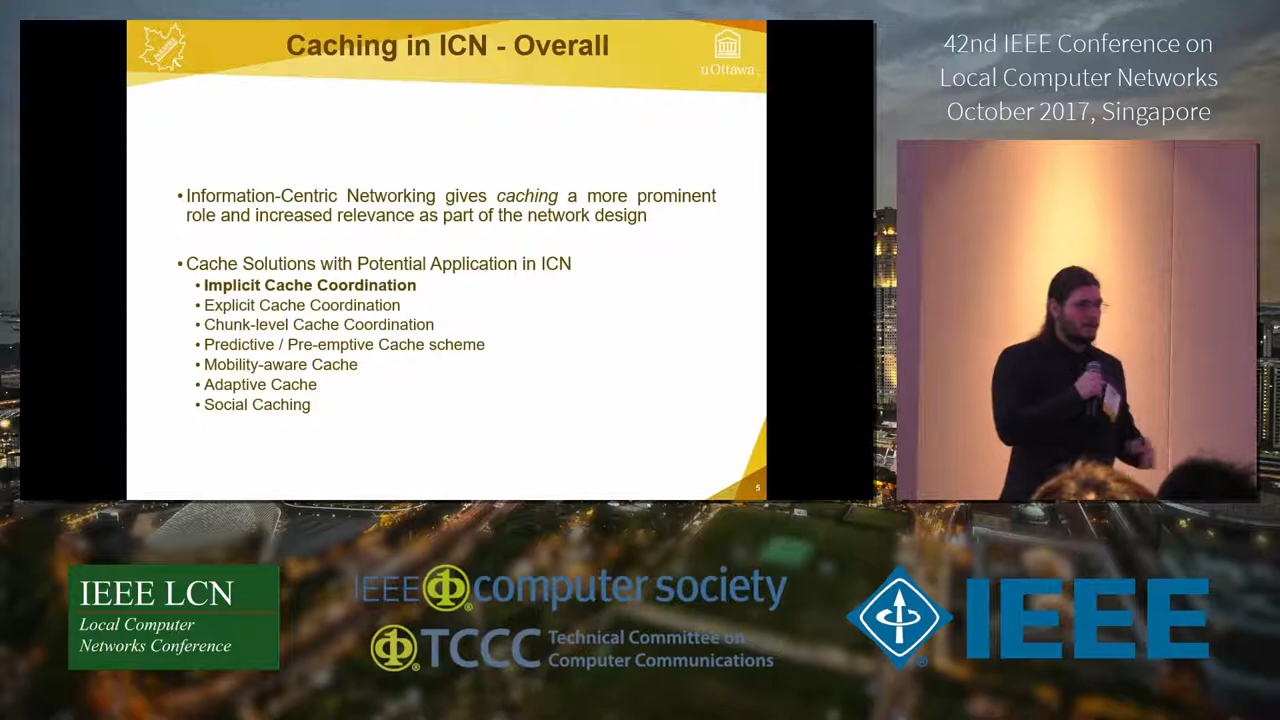 Caching in ICN - Overall
uOttawa
• Information-Centric Networking gives caching a more prominent
role and increased relevance as part of the network design
• Cache Solutions with Potential Application in ICN
• Implicit Cache Coordination
• Explicit Cache Coordination
• Chunk-level Cache Coordination
• Predictive / Pre-emptive Cache scheme
• Mobility-aware Cache
• Adaptive Cache
• Social Caching
5
42nd IEEE Conference on
Local Computer Networks
October 2017, Singapore
IEEE LCN
Local Computer
Networks Conference
IEEE computer society
TCCC Technical Committee on
Computer Communications
IEEE